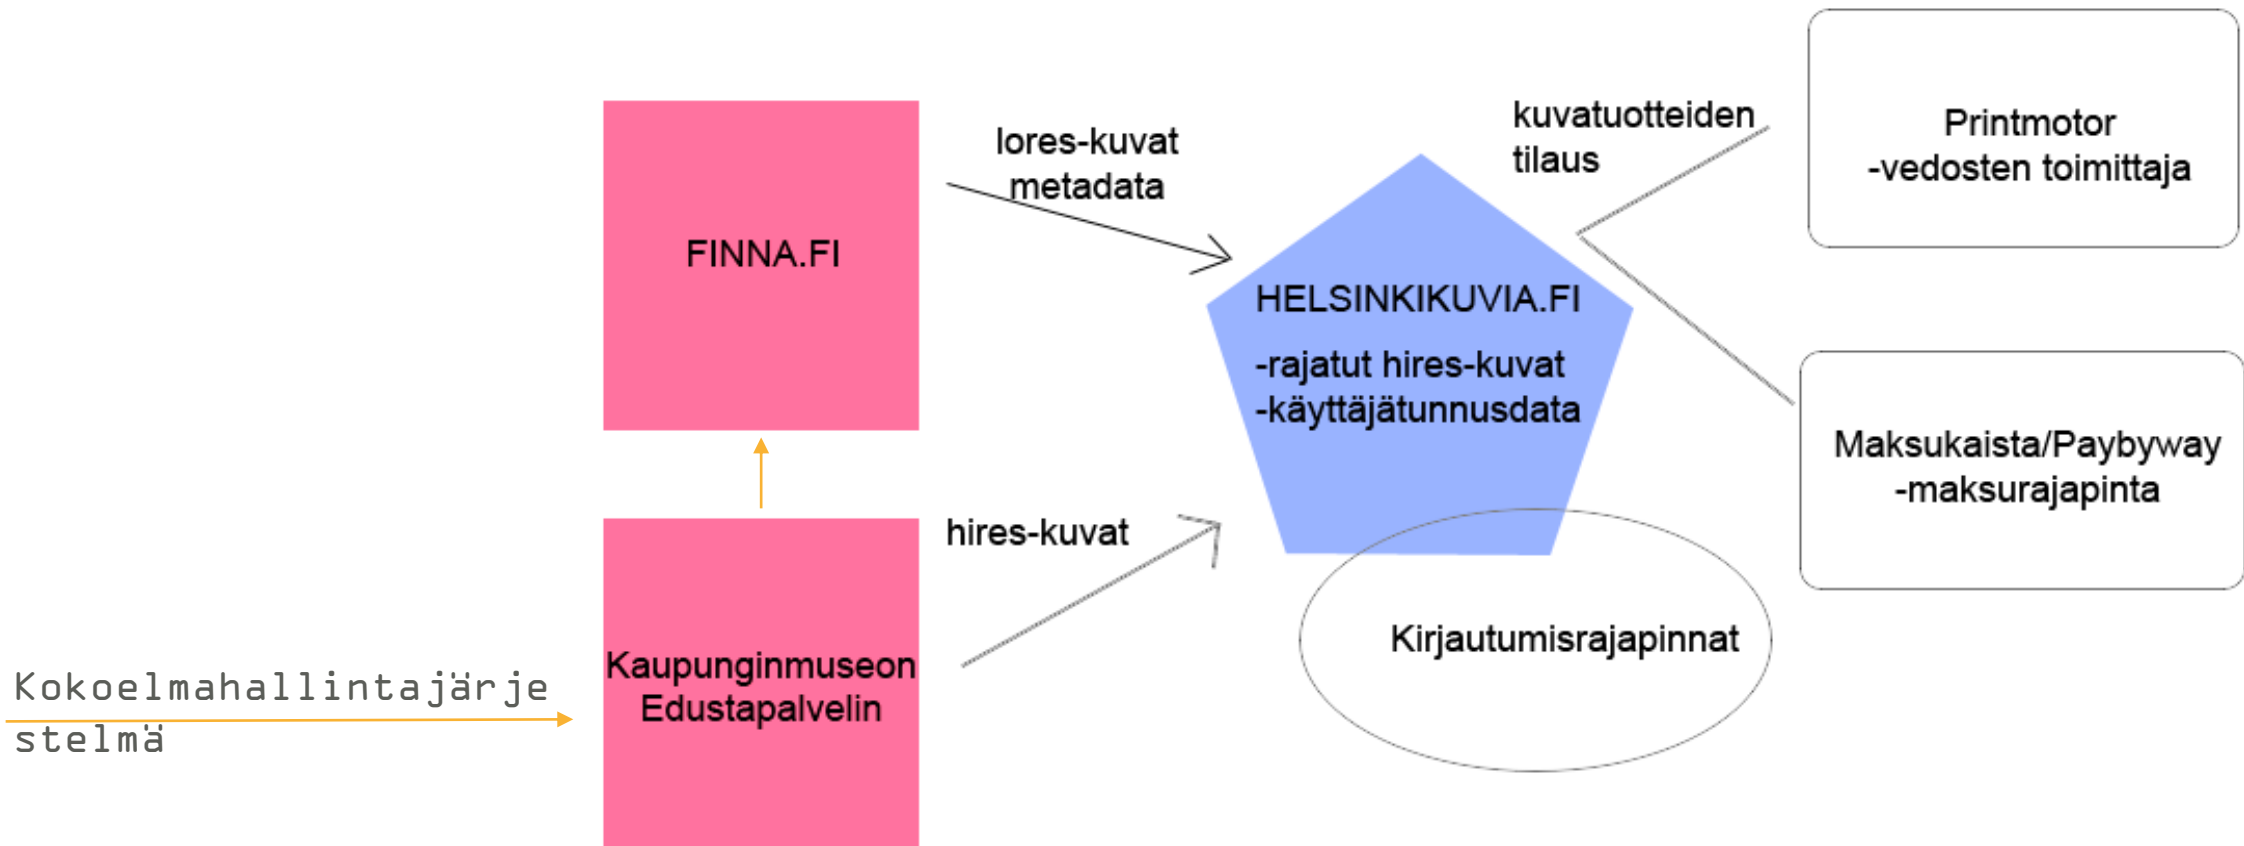 Kokoelmahallintajärje
stelmä
FINNA.FI
Kaupunginmuseon
Edustapalvelin
lores-kuvat
metadata
hires-kuvat
HELSINKIKUVIA.FI
-rajatut hires-kuvat
-käyttäjätunnusdata
Kirjautumisrajapinnat
kuvatuotteiden
tilaus
Printmotor
-vedosten toimittaja
Maksukaista/Paybyway
-maksurajapinta